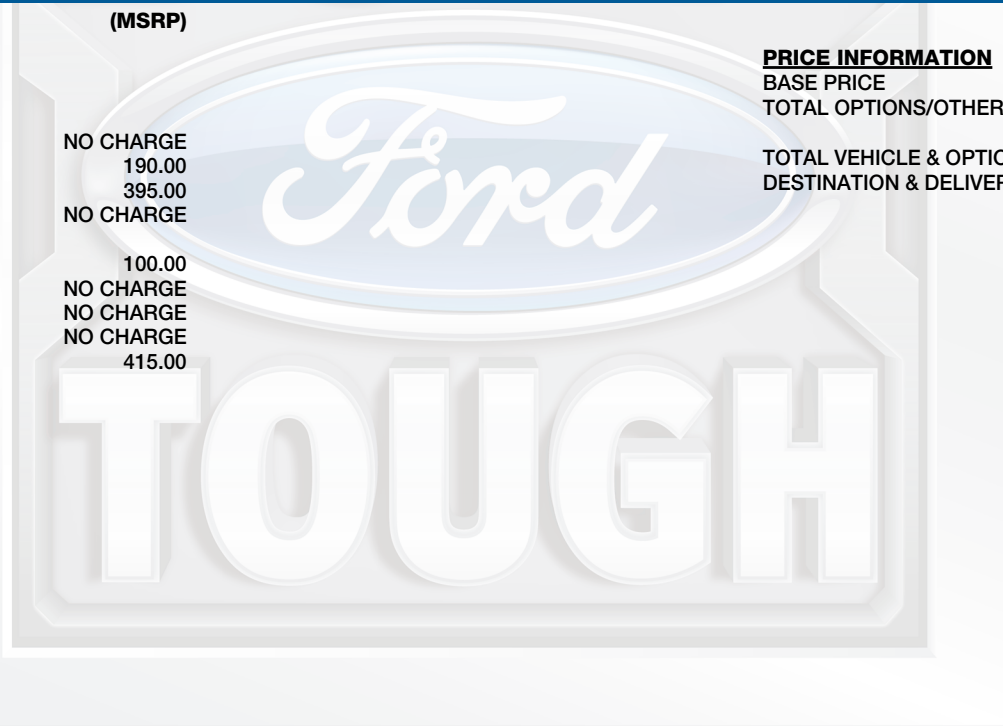 (MSRP)
NO CHARGE
190.00
395.00
NO CHARGE
100.00
NO CHARGE
NO CHARGE
NO CHARGE
415.00
PRICE INFORMATION
BASE PRICE
TOTAL OPTIONS/OTHER
TOTAL VEHICLE & OPTIO
DESTINATION & DELIVER
Ford
TOUGH